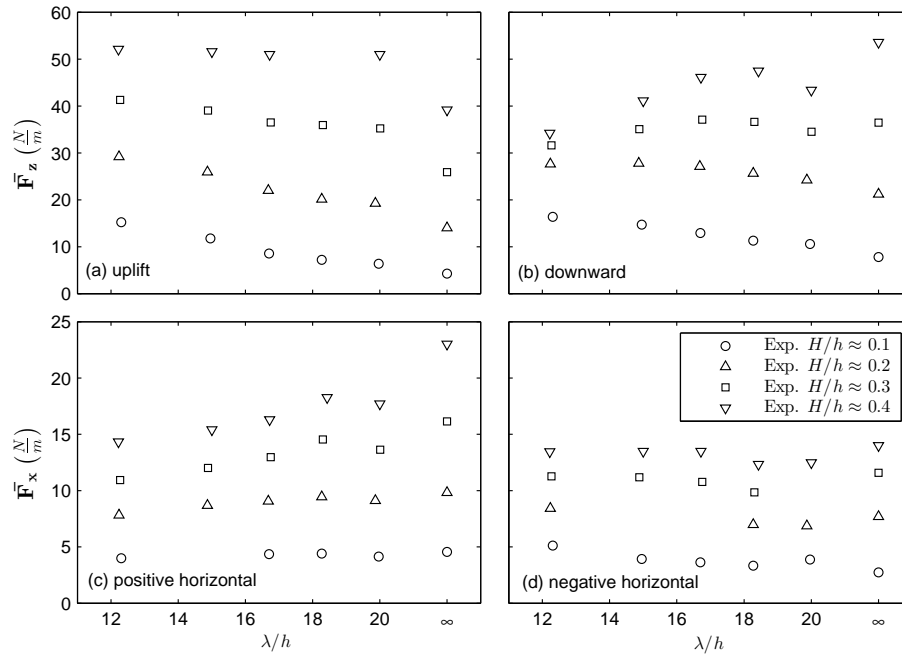 60
50
40
30
20
10
0
F̄z (N/m)
(a) uplift
(b) downward
25
20
15
10
5
0
F̄x (N/m)
(c) positive horizontal
(d) negative horizontal
Exp. H/h ≈ 0.1
Exp. H/h ≈ 0.2
Exp. H/h ≈ 0.3
Exp. H/h ≈ 0.4
12 14 16 18 20 ∞
12 14 16 18 20 ∞
λ/h
λ/h